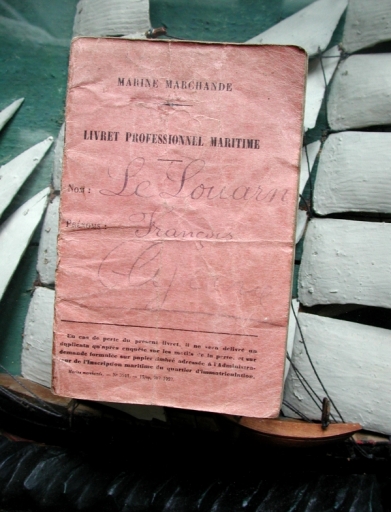 MARINE MARCHANDE
LIVRET PROFESSIONNEL MARITIME
Nom : Le Louarn
Prénoms : François
En cas de perte du présent livret, il ne sera délivré un
duplicata qu'après enquête sur les motifs de la perte, et sur
demande formulée sur papier timbré adressée à l'Administra-
teur de l'Inscription maritime du quartier d'immatriculation.